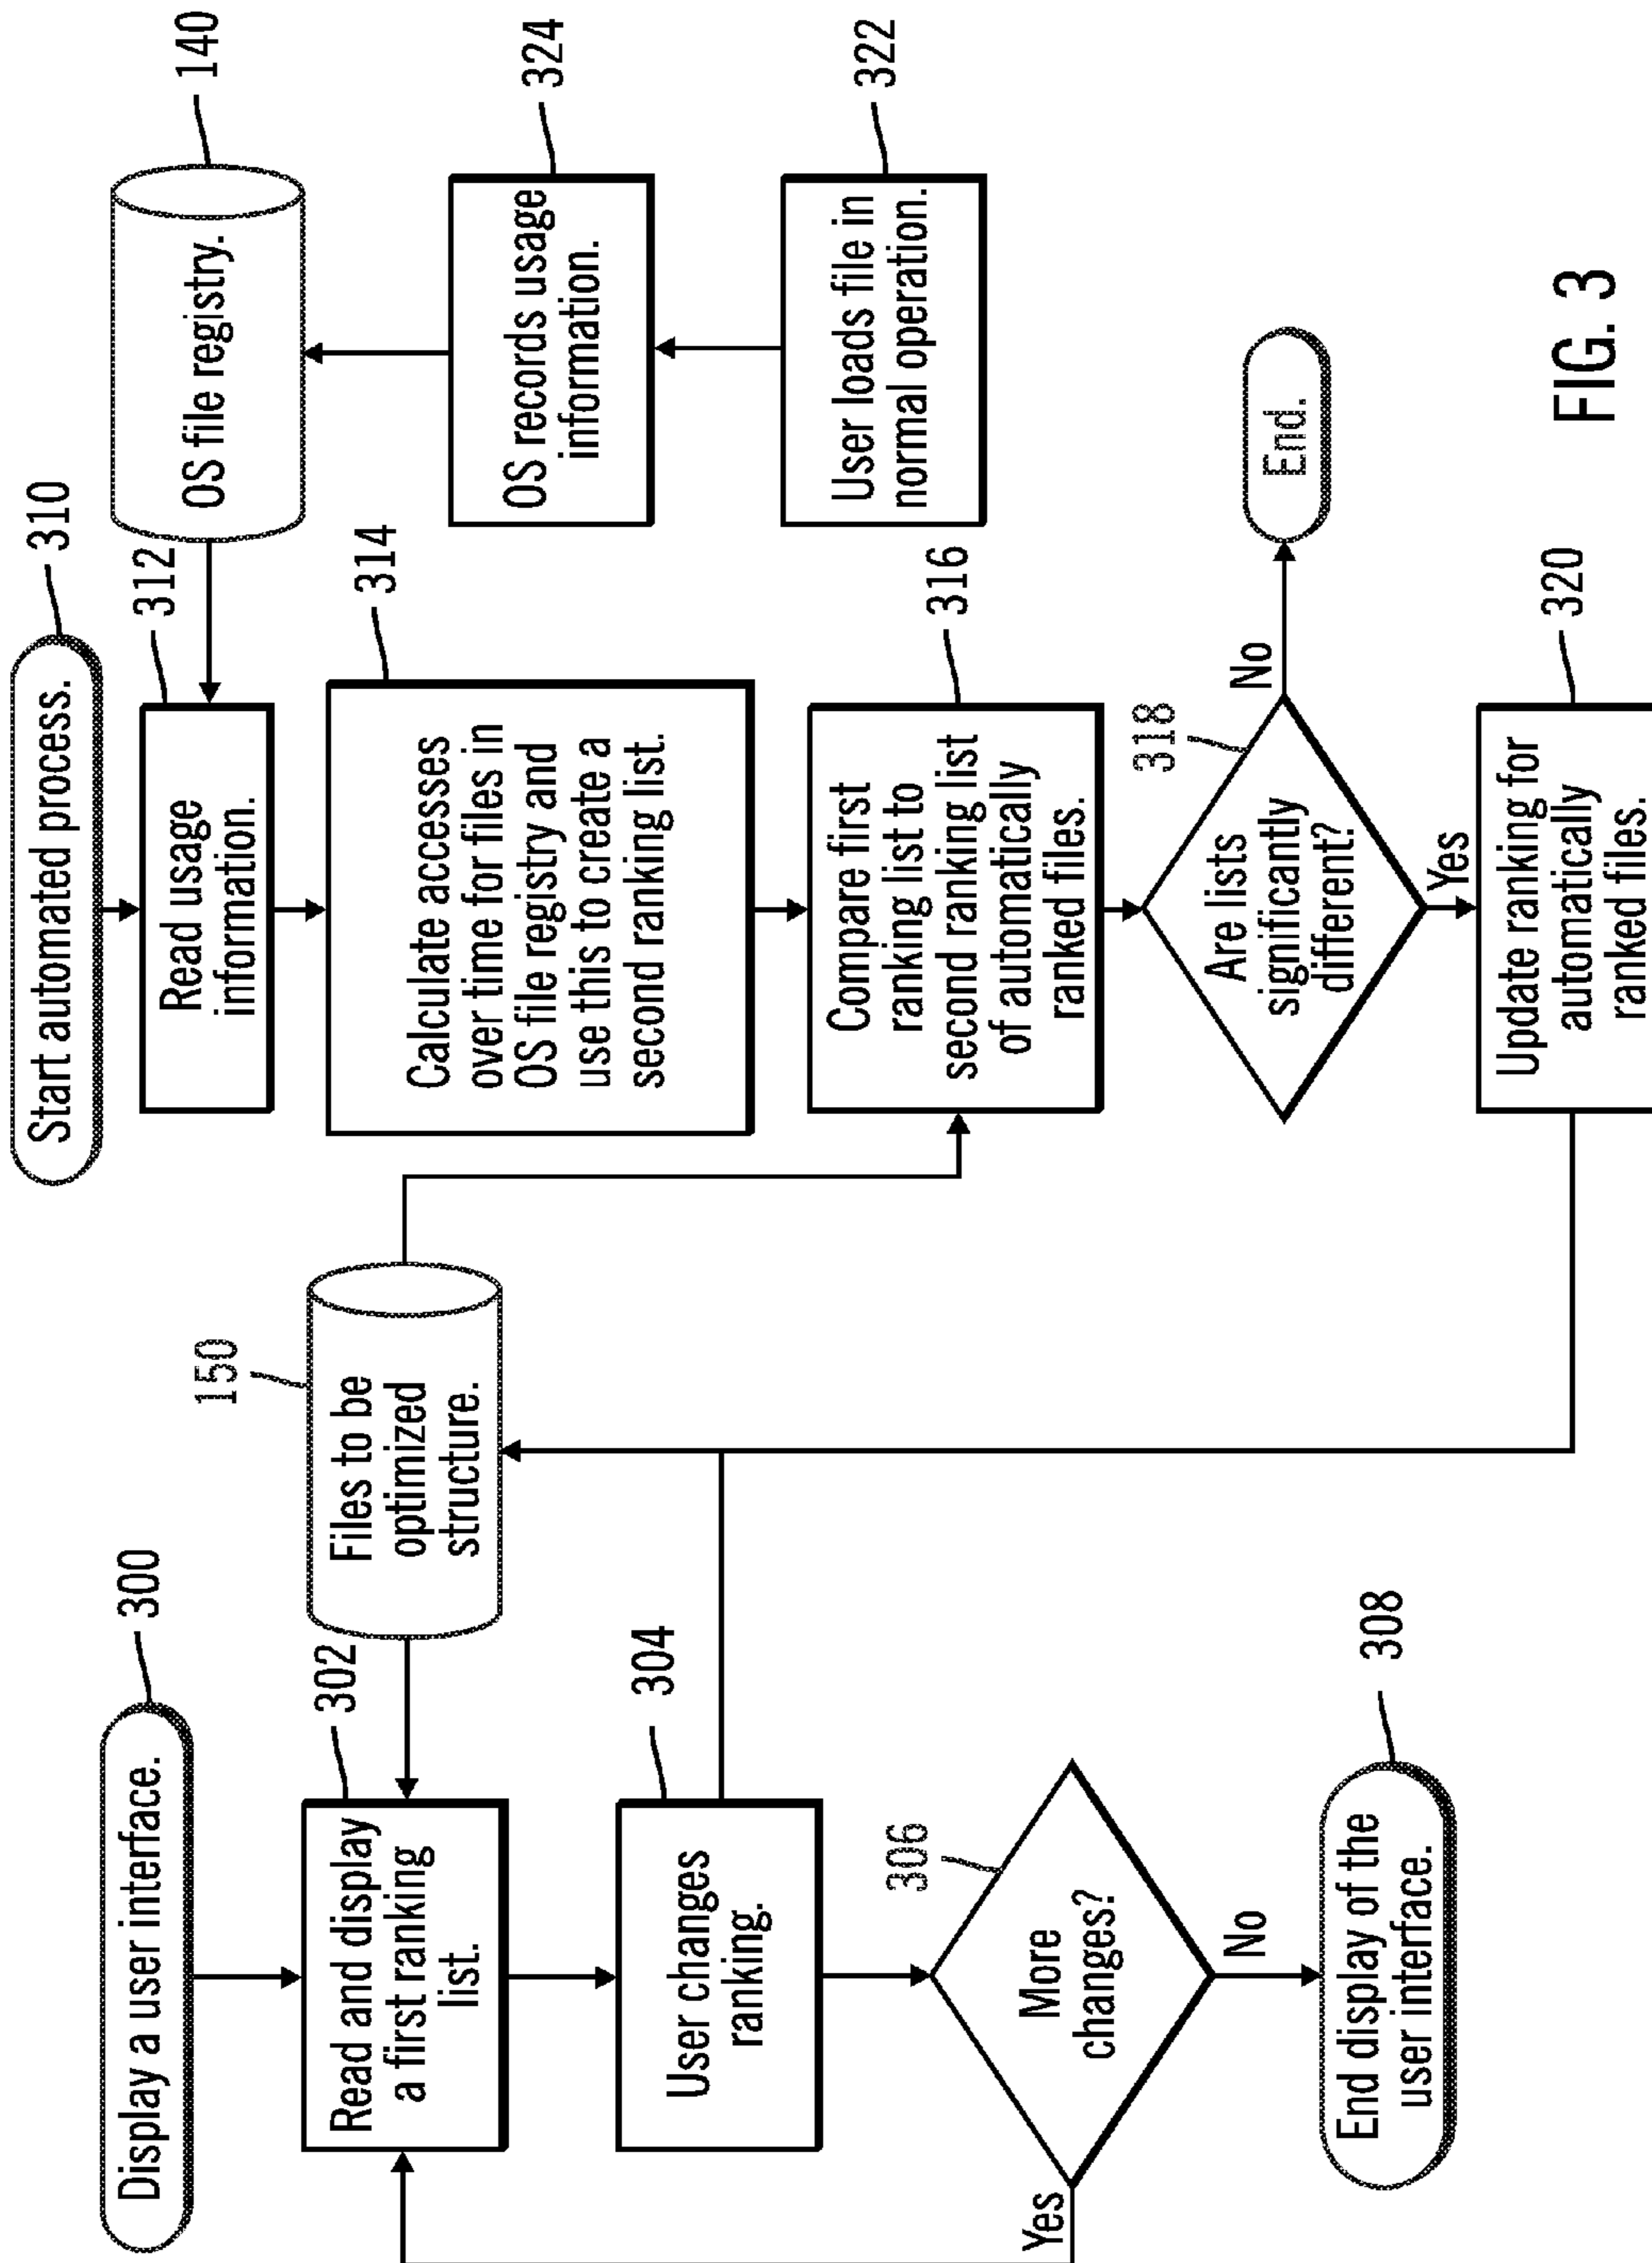 Display a user interface.
300
Read and display
a first ranking
list.
302
User changes
ranking.
304
More
changes?
306
Yes
No
End display of the
user interface.
308
Files to be
optimized
structure.
150
Start automated process.
310
Read usage
information.
312
Calculate accesses
over time for files in
OS file registry and
use this to create a
second ranking list.
314
Compare first
ranking list to
second ranking list
of automatically
ranked files.
316
Are lists
significantly
different?
318
No
End.
Yes
Update ranking for
automatically
ranked files.
320
OS file registry.
140
OS records usage
information.
324
User loads file in
normal operation.
322
FIG. 3